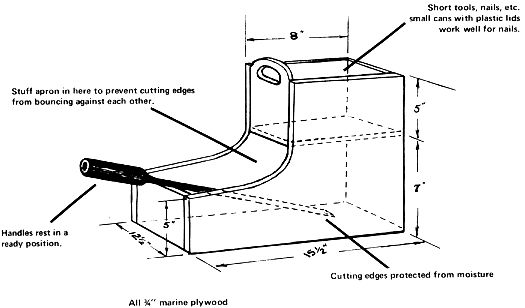 Short tools, nails, etc.
small cans with plastic lids
work well for nails.
8"
Stuff apron in here to prevent cutting edges
from bouncing against each other.
5"
7"
Handles rest in a
ready position.
5"
12½"
15½"
Cutting edges protected from moisture
All ¾" marine plywood